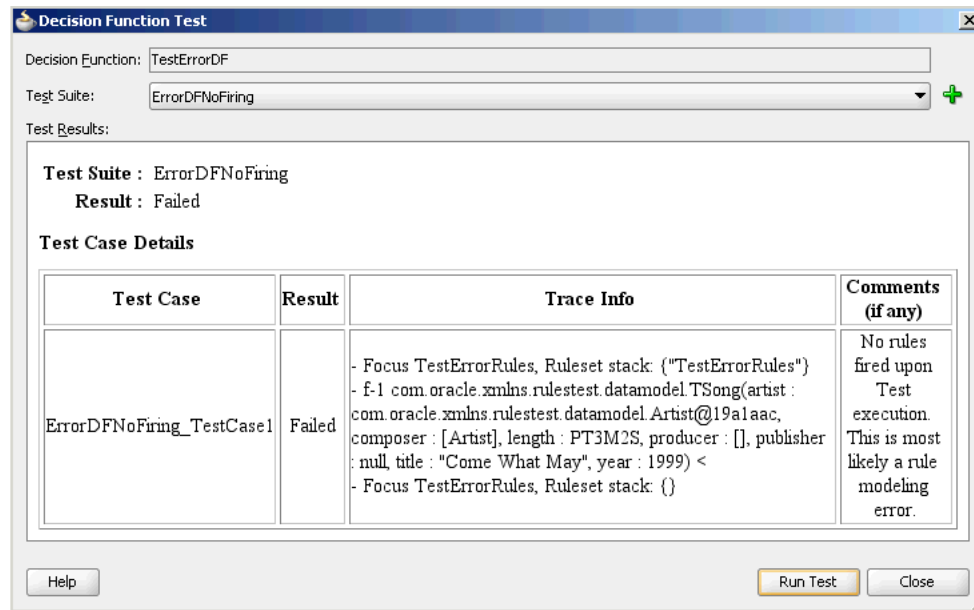 Decision Function Test
Decision Function: TestErrorDF
Test Suite: ErrorDFNoFiring
Test Results:
Test Suite : ErrorDFNoFiring
Result : Failed
Test Case Details
Test Case Result Trace Info Comments
(if any)
ErrorDFNoFiring_TestCase1 Failed
- Focus TestErrorRules, Ruleset stack: {"TestErrorRules"}
- f-1 com.oracle.xmlns.rulestest.datamodel.TSong(artist :
com.oracle.xmlns.rulestest.datamodel.Artist@19a1aac,
composer : [Artist], length : PT3M2S, producer : [], publisher
: null, title : "Come What May", year : 1999) <
- Focus TestErrorRules, Ruleset stack: {}
No rules
fired upon
Test
execution.
This is most
likely a rule
modeling
error.
Help Run Test Close